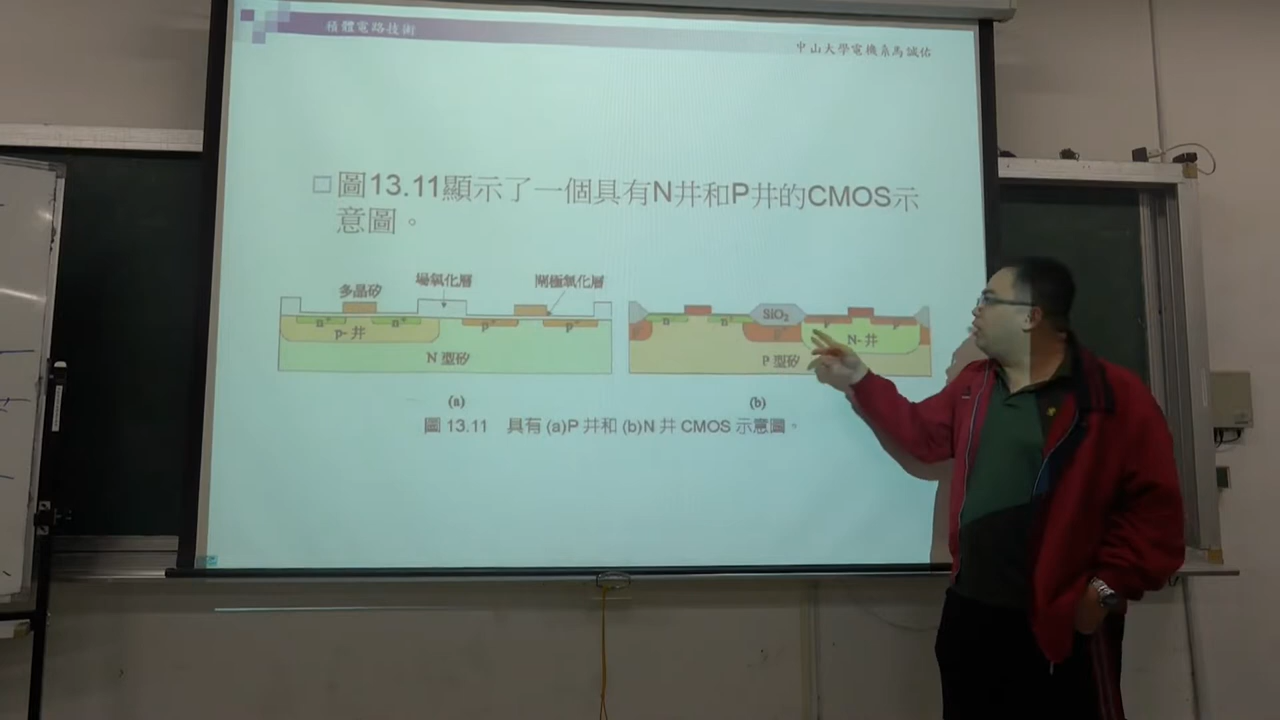 積體電路技術
中山大學電機系馬誠佑
圖13.11顯示了一個具有N井和P井的CMOS示
意圖。
多晶矽
場氧化層
閘極氧化層
n⁺
n⁺
p⁺
p⁺
p- 井
N 型矽
SiO₂
N- 井
P 型矽
(a)
(b)
圖 13.11 具有 (a)P 井和 (b)N 井 CMOS 示意圖。